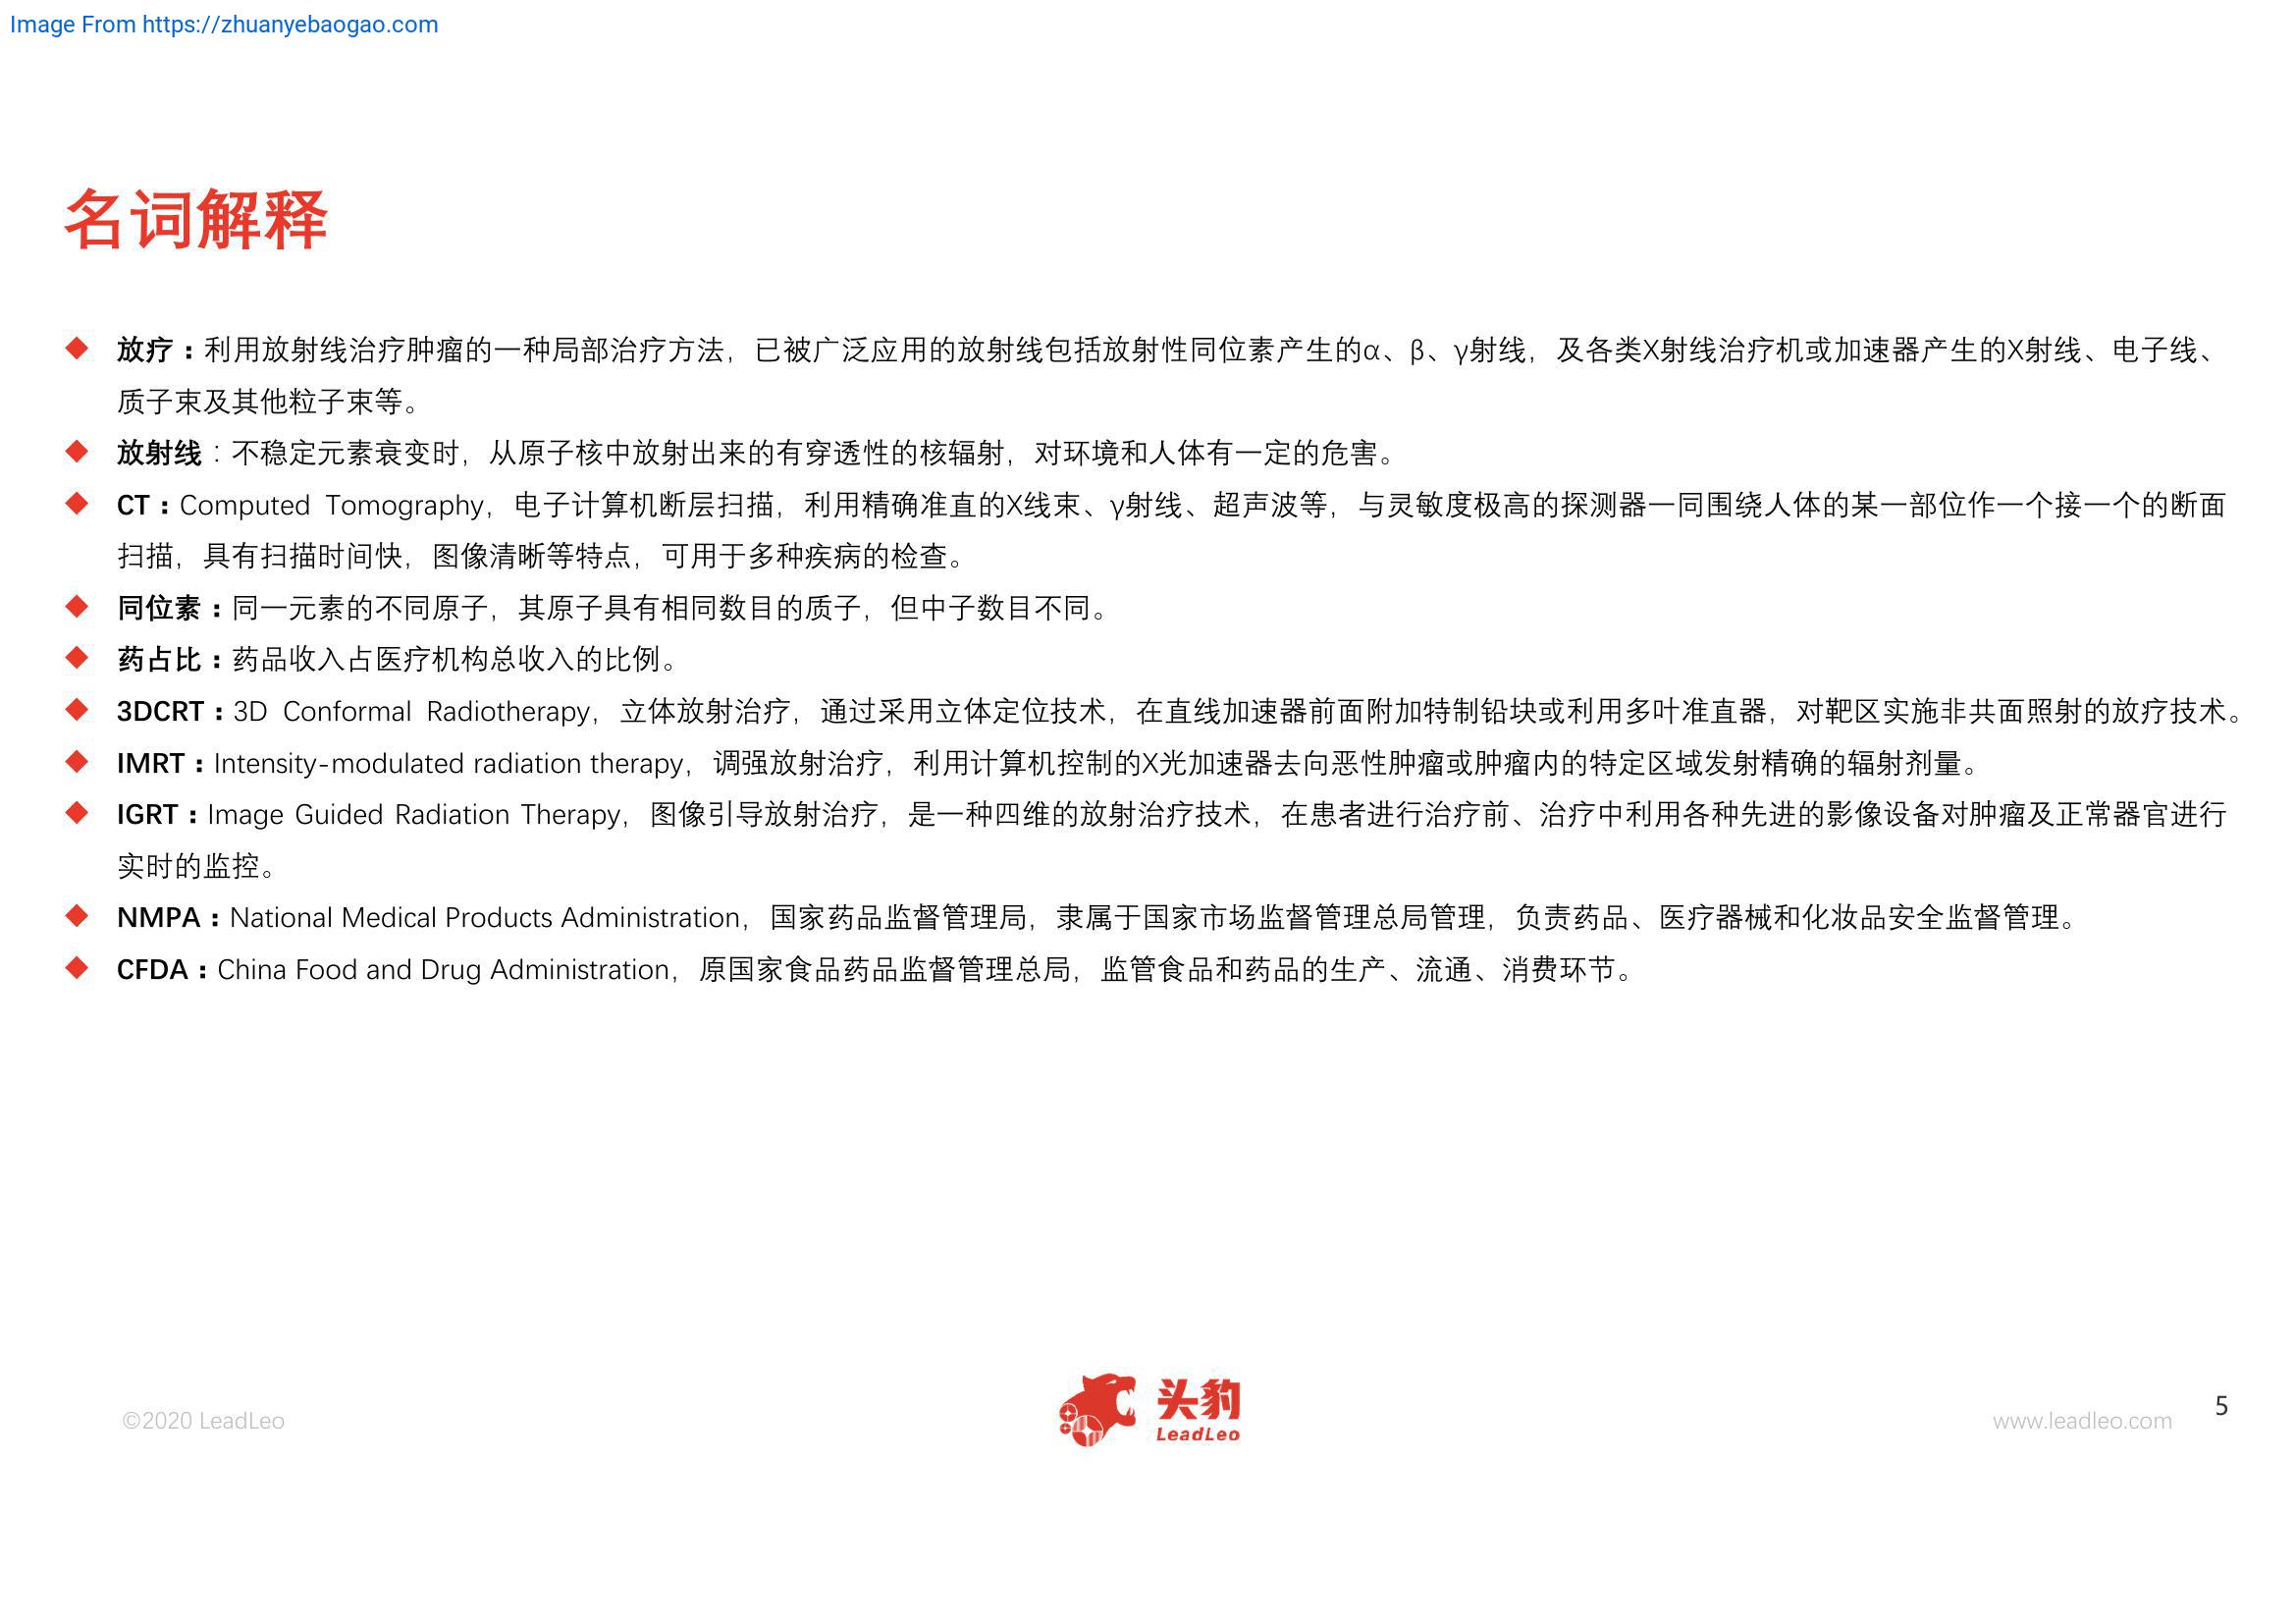 Image From https://zhuanyebaogao.com
名词解释
放疗：利用放射线治疗肿瘤的一种局部治疗方法，已被广泛应用的放射线包括放射性同位素产生的α、β、γ射线，及各类X射线治疗机或加速器产生的X射线、电子线、
质子束及其他粒子束等。
放射线：不稳定元素衰变时，从原子核中放射出来的有穿透性的核辐射，对环境和人体有一定的危害。
CT：Computed Tomography，电子计算机断层扫描，利用精确准直的X线束、γ射线、超声波等，与灵敏度极高的探测器一同围绕人体的某一部位作一个接一个的断面
扫描，具有扫描时间快，图像清晰等特点，可用于多种疾病的检查。
同位素：同一元素的不同原子，其原子具有相同数目的质子，但中子数目不同。
药占比：药品收入占医疗机构总收入的比例。
3DCRT：3D Conformal Radiotherapy，立体放射治疗，通过采用立体定位技术，在直线加速器前面附加特制铅块或利用多叶准直器，对靶区实施非共面照射的放疗技术。
IMRT：Intensity-modulated radiation therapy，调强放射治疗，利用计算机控制的X光加速器去向恶性肿瘤或肿瘤内的特定区域发射精确的辐射剂量。
IGRT：Image Guided Radiation Therapy，图像引导放射治疗，是一种四维的放射治疗技术，在患者进行治疗前、治疗中利用各种先进的影像设备对肿瘤及正常器官进行
实时的监控。
NMPA：National Medical Products Administration，国家药品监督管理局，隶属于国家市场监督管理总局管理，负责药品、医疗器械和化妆品安全监督管理。
CFDA：China Food and Drug Administration，原国家食品药品监督管理总局，监管食品和药品的生产、流通、消费环节。
©2020 LeadLeo
头豹
LeadLeo
www.leadleo.com
5